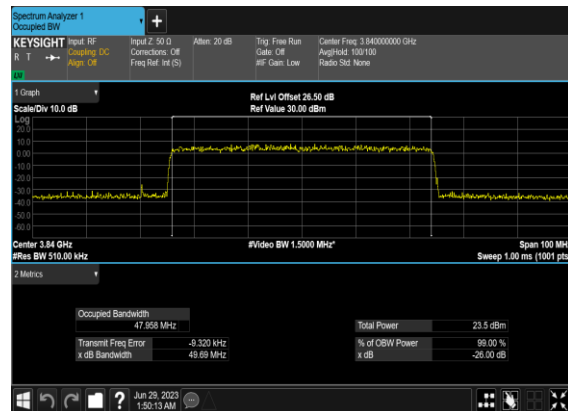 Spectrum Analyzer 1
Occupied BW
+
KEYSIGHT Input: RF Input Z: 50 Ω Atten: 20 dB Trig: Free Run Center Freq: 3.840000000 GHz
R T Coupling: DC Corrections: Off Gate: Off Avg|Hold: 100/100
Align: Off Freq Ref: Int (S) #IF Gain: Low Radio Std: None
1 Graph
Ref Lvl Offset 26.50 dB
Scale/Div 10.0 dB Ref Value 30.00 dBm
Log
20.0
10.0
0.00
-10.0
-20.0
-30.0
-40.0
-50.0
-60.0
Center 3.84 GHz #Video BW 1.5000 MHz* Span 100 MH
#Res BW 510.00 kHz Sweep 1.00 ms (1001 pts
2 Metrics
Occupied Bandwidth
47.958 MHz Total Power 23.5 dBm
Transmit Freq Error -9.320 kHz % of OBW Power 99.00 %
x dB Bandwidth 49.69 MHz x dB -26.00 dB
? Jun 29, 2023
1:50:13 AM